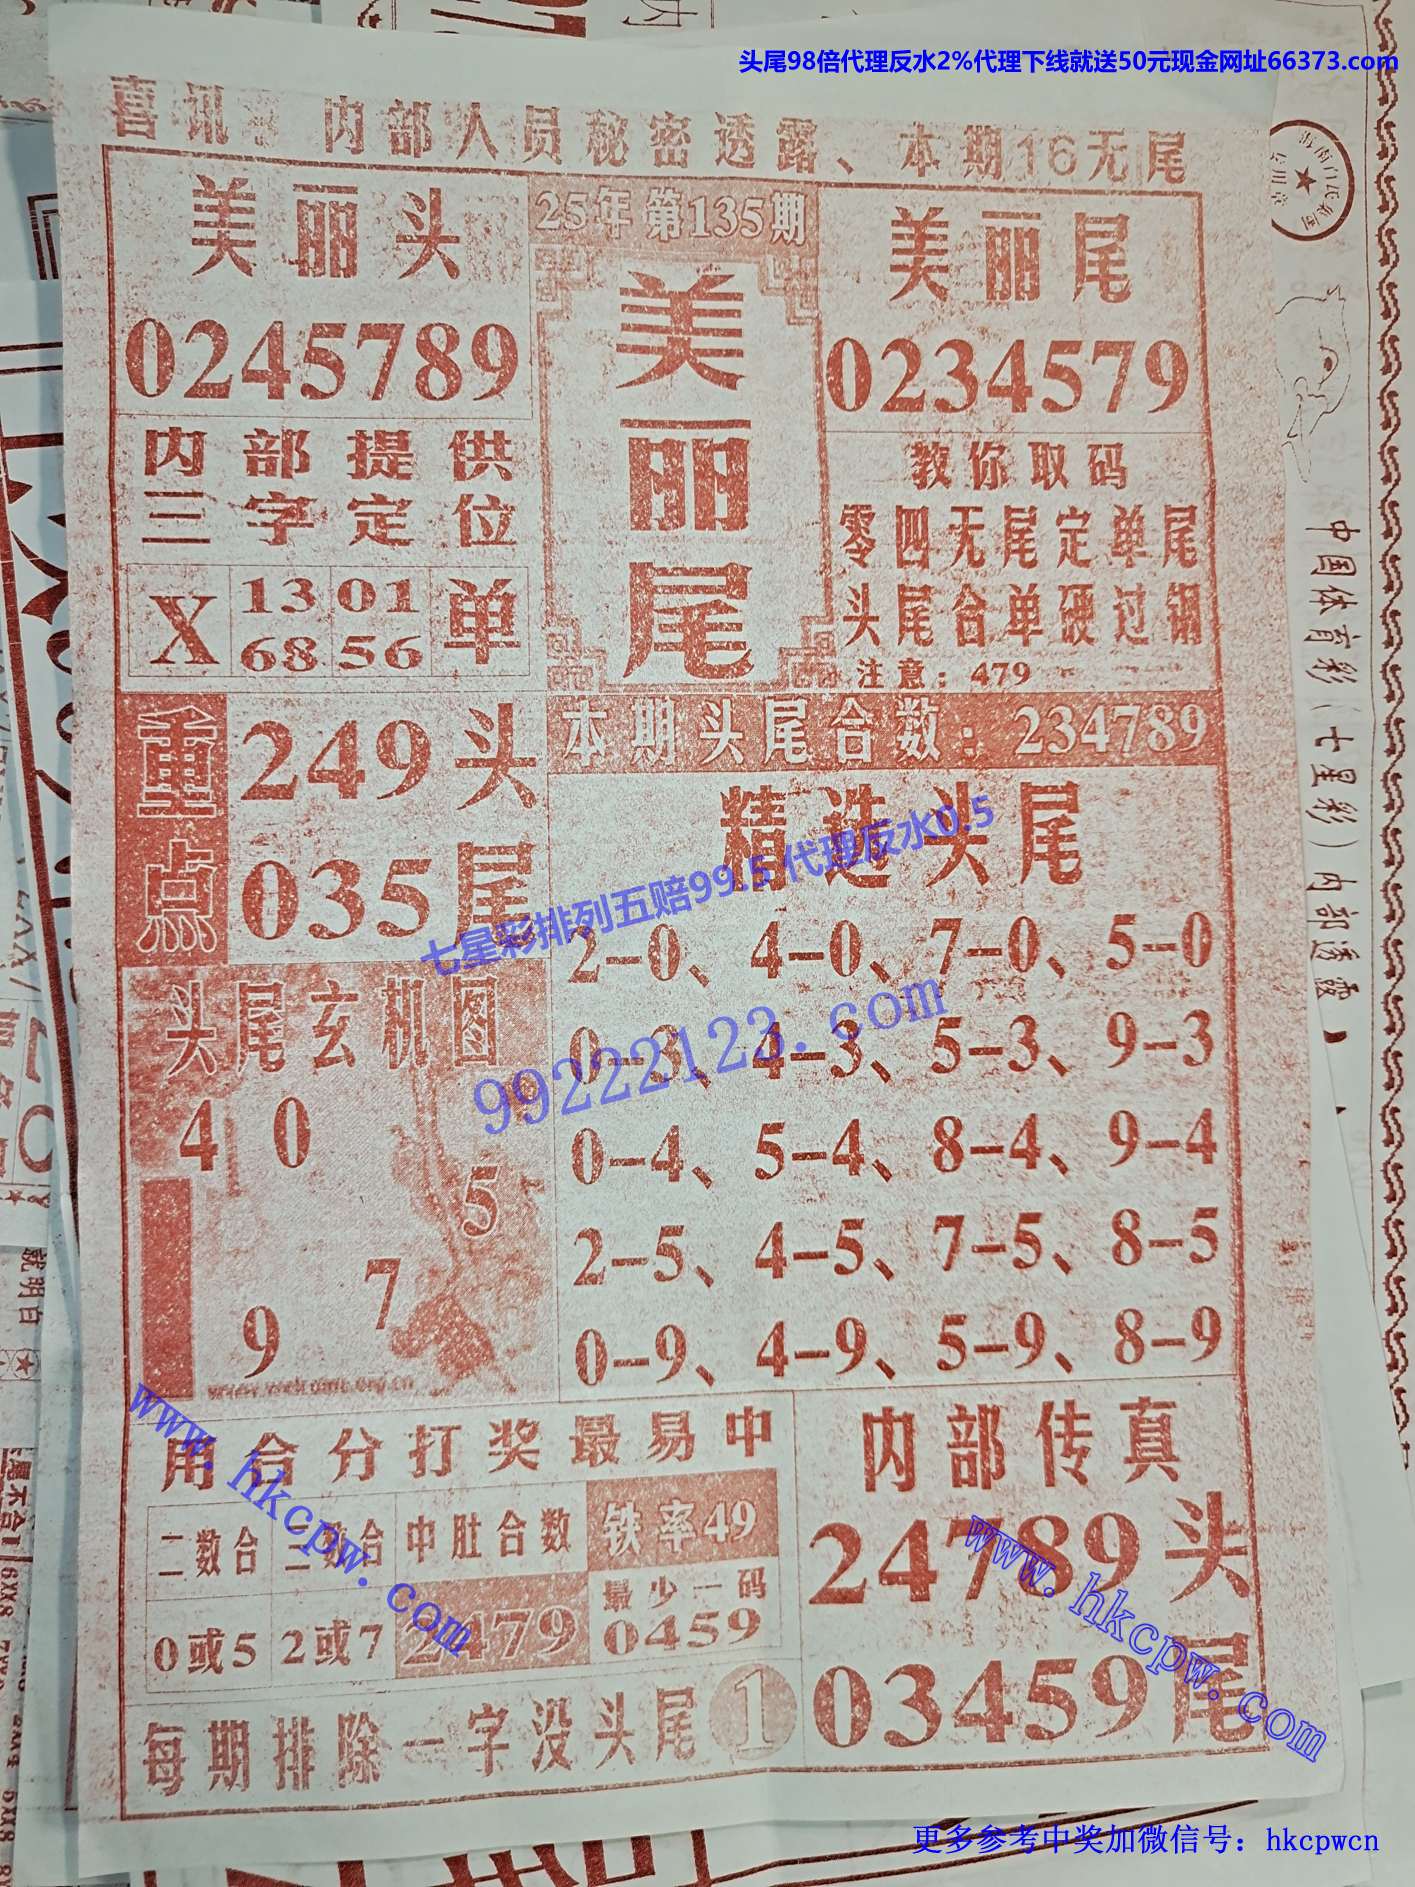 头尾98倍代理反水2%代理下线就送50元现金网址66373.com
喜讯：内部人员秘密透露、本期16无尾
美丽头
0245789
25年第135期
美丽尾
美丽尾
0234579
内部提供
三字定位
X 13 01 单
68 56
教你取码
零四无尾定单尾
头尾合单硬过钢
注意：479
重点
249头
035尾
本期头尾合数：234789
精选头尾
2-0、4-0、7-0、5-0
0-3、4-3、5-3、9-3
0-4、5-4、8-4、9-4
2-5、4-5、7-5、8-5
0-9、4-9、5-9、8-9
七星彩排列五赔99.5 代理反水0.5
99222123.com
头尾玄机图
4 0
5
7
9
用合分打奖最易中
二数合 三数合 中肚合数 铁率49
0或5 2或7 2479 最少一码
0459
每期排除一字没头尾 1
内部传真
24789头
03459尾
www.hkcpw.com
www.hkcpw.com
中国体育彩(七星彩)内部透露
就明白
更多参考中奖加微信号：hkcpwcn